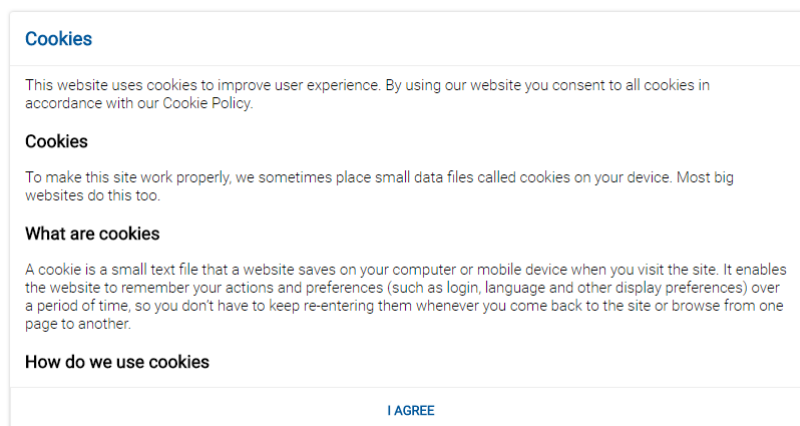 Cookies
This website uses cookies to improve user experience. By using our website you consent to all cookies in
accordance with our Cookie Policy.
Cookies
To make this site work properly, we sometimes place small data files called cookies on your device. Most big
websites do this too.
What are cookies
A cookie is a small text file that a website saves on your computer or mobile device when you visit the site. It enables
the website to remember your actions and preferences (such as login, language and other display preferences) over
a period of time, so you don't have to keep re-entering them whenever you come back to the site or browse from one
page to another.
How do we use cookies
I AGREE